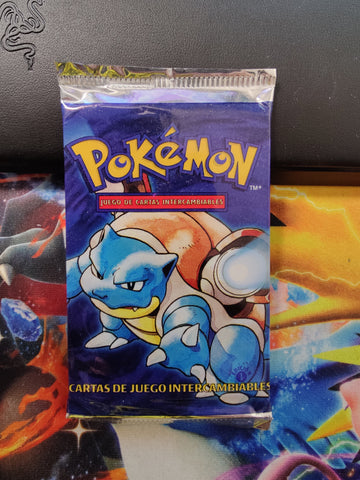 POKéMON
TM
JUEGO DE CARTAS INTERCAMBIABLES
CARTAS DE JUEGO INTERCAMBIABLES